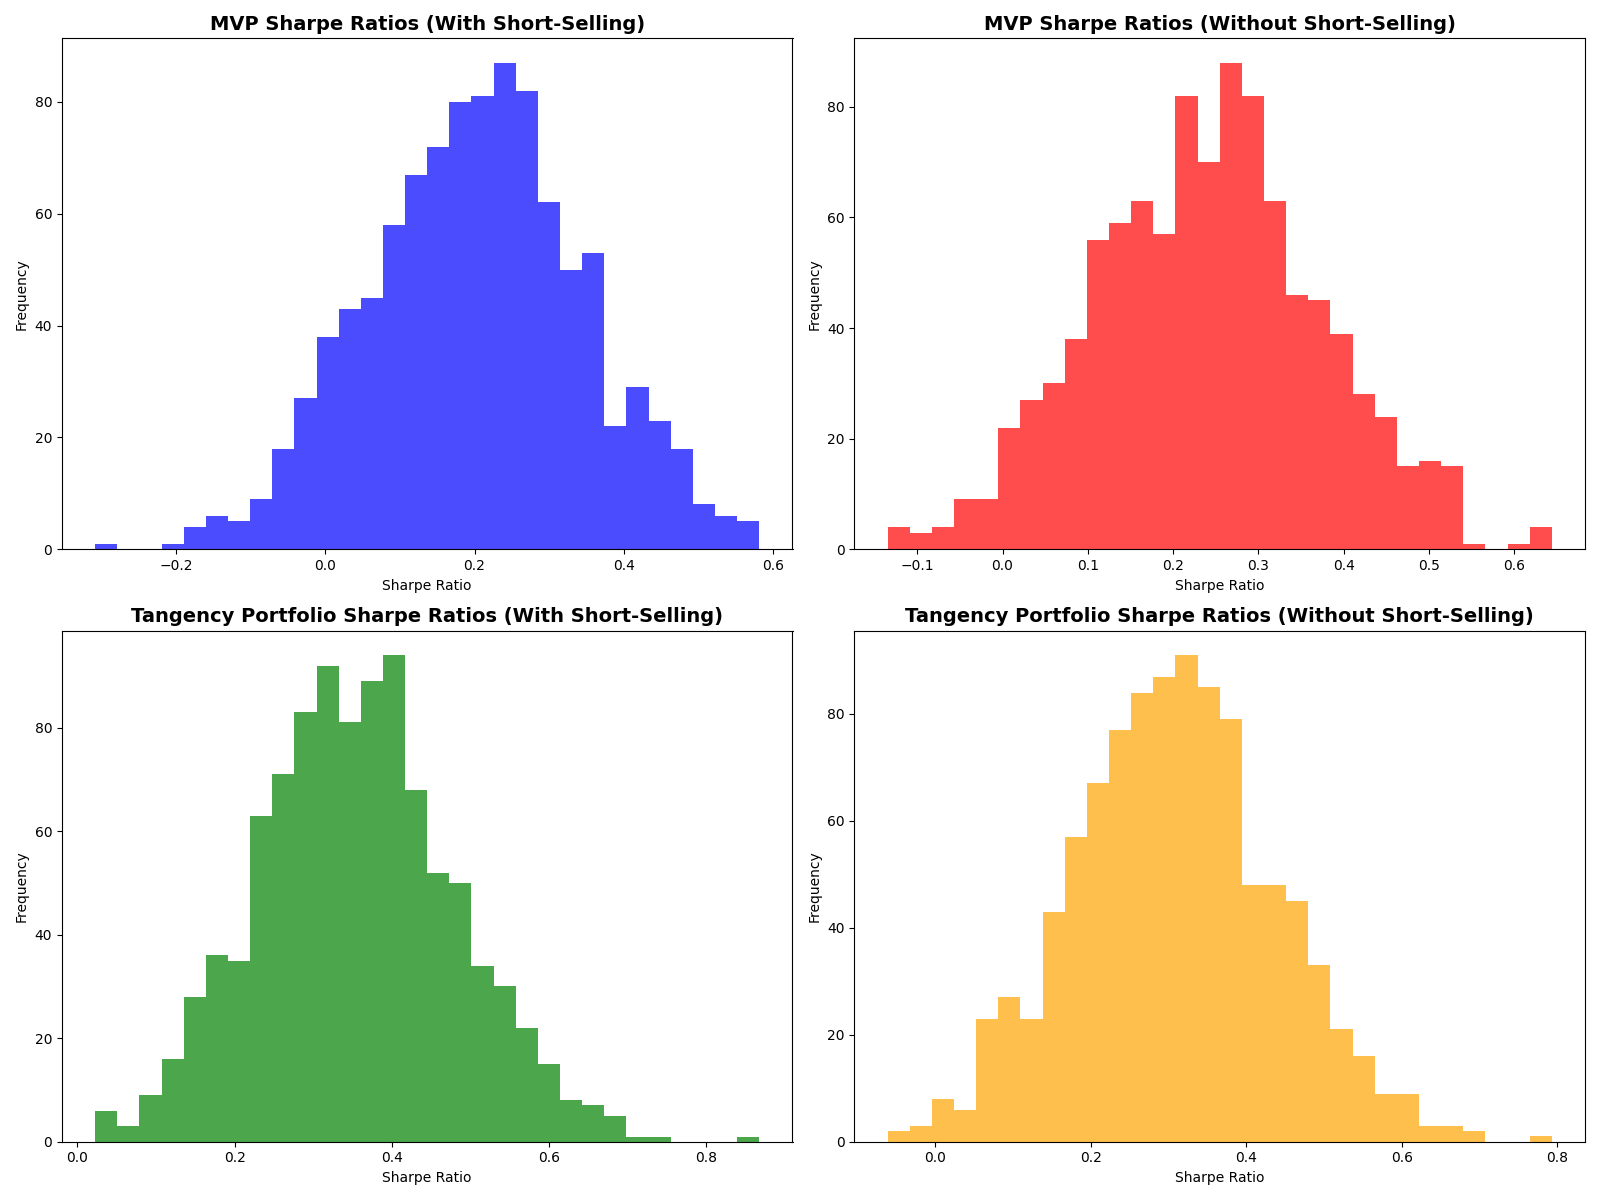 MVP Sharpe Ratios (With Short-Selling)
Frequency
80
60
40
20
0
−0.2 0.0 0.2 0.4 0.6
Sharpe Ratio
MVP Sharpe Ratios (Without Short-Selling)
Frequency
80
60
40
20
0
−0.1 0.0 0.1 0.2 0.3 0.4 0.5 0.6
Sharpe Ratio
Tangency Portfolio Sharpe Ratios (With Short-Selling)
Frequency
80
60
40
20
0
0.0 0.2 0.4 0.6 0.8
Sharpe Ratio
Tangency Portfolio Sharpe Ratios (Without Short-Selling)
Frequency
80
60
40
20
0
0.0 0.2 0.4 0.6 0.8
Sharpe Ratio